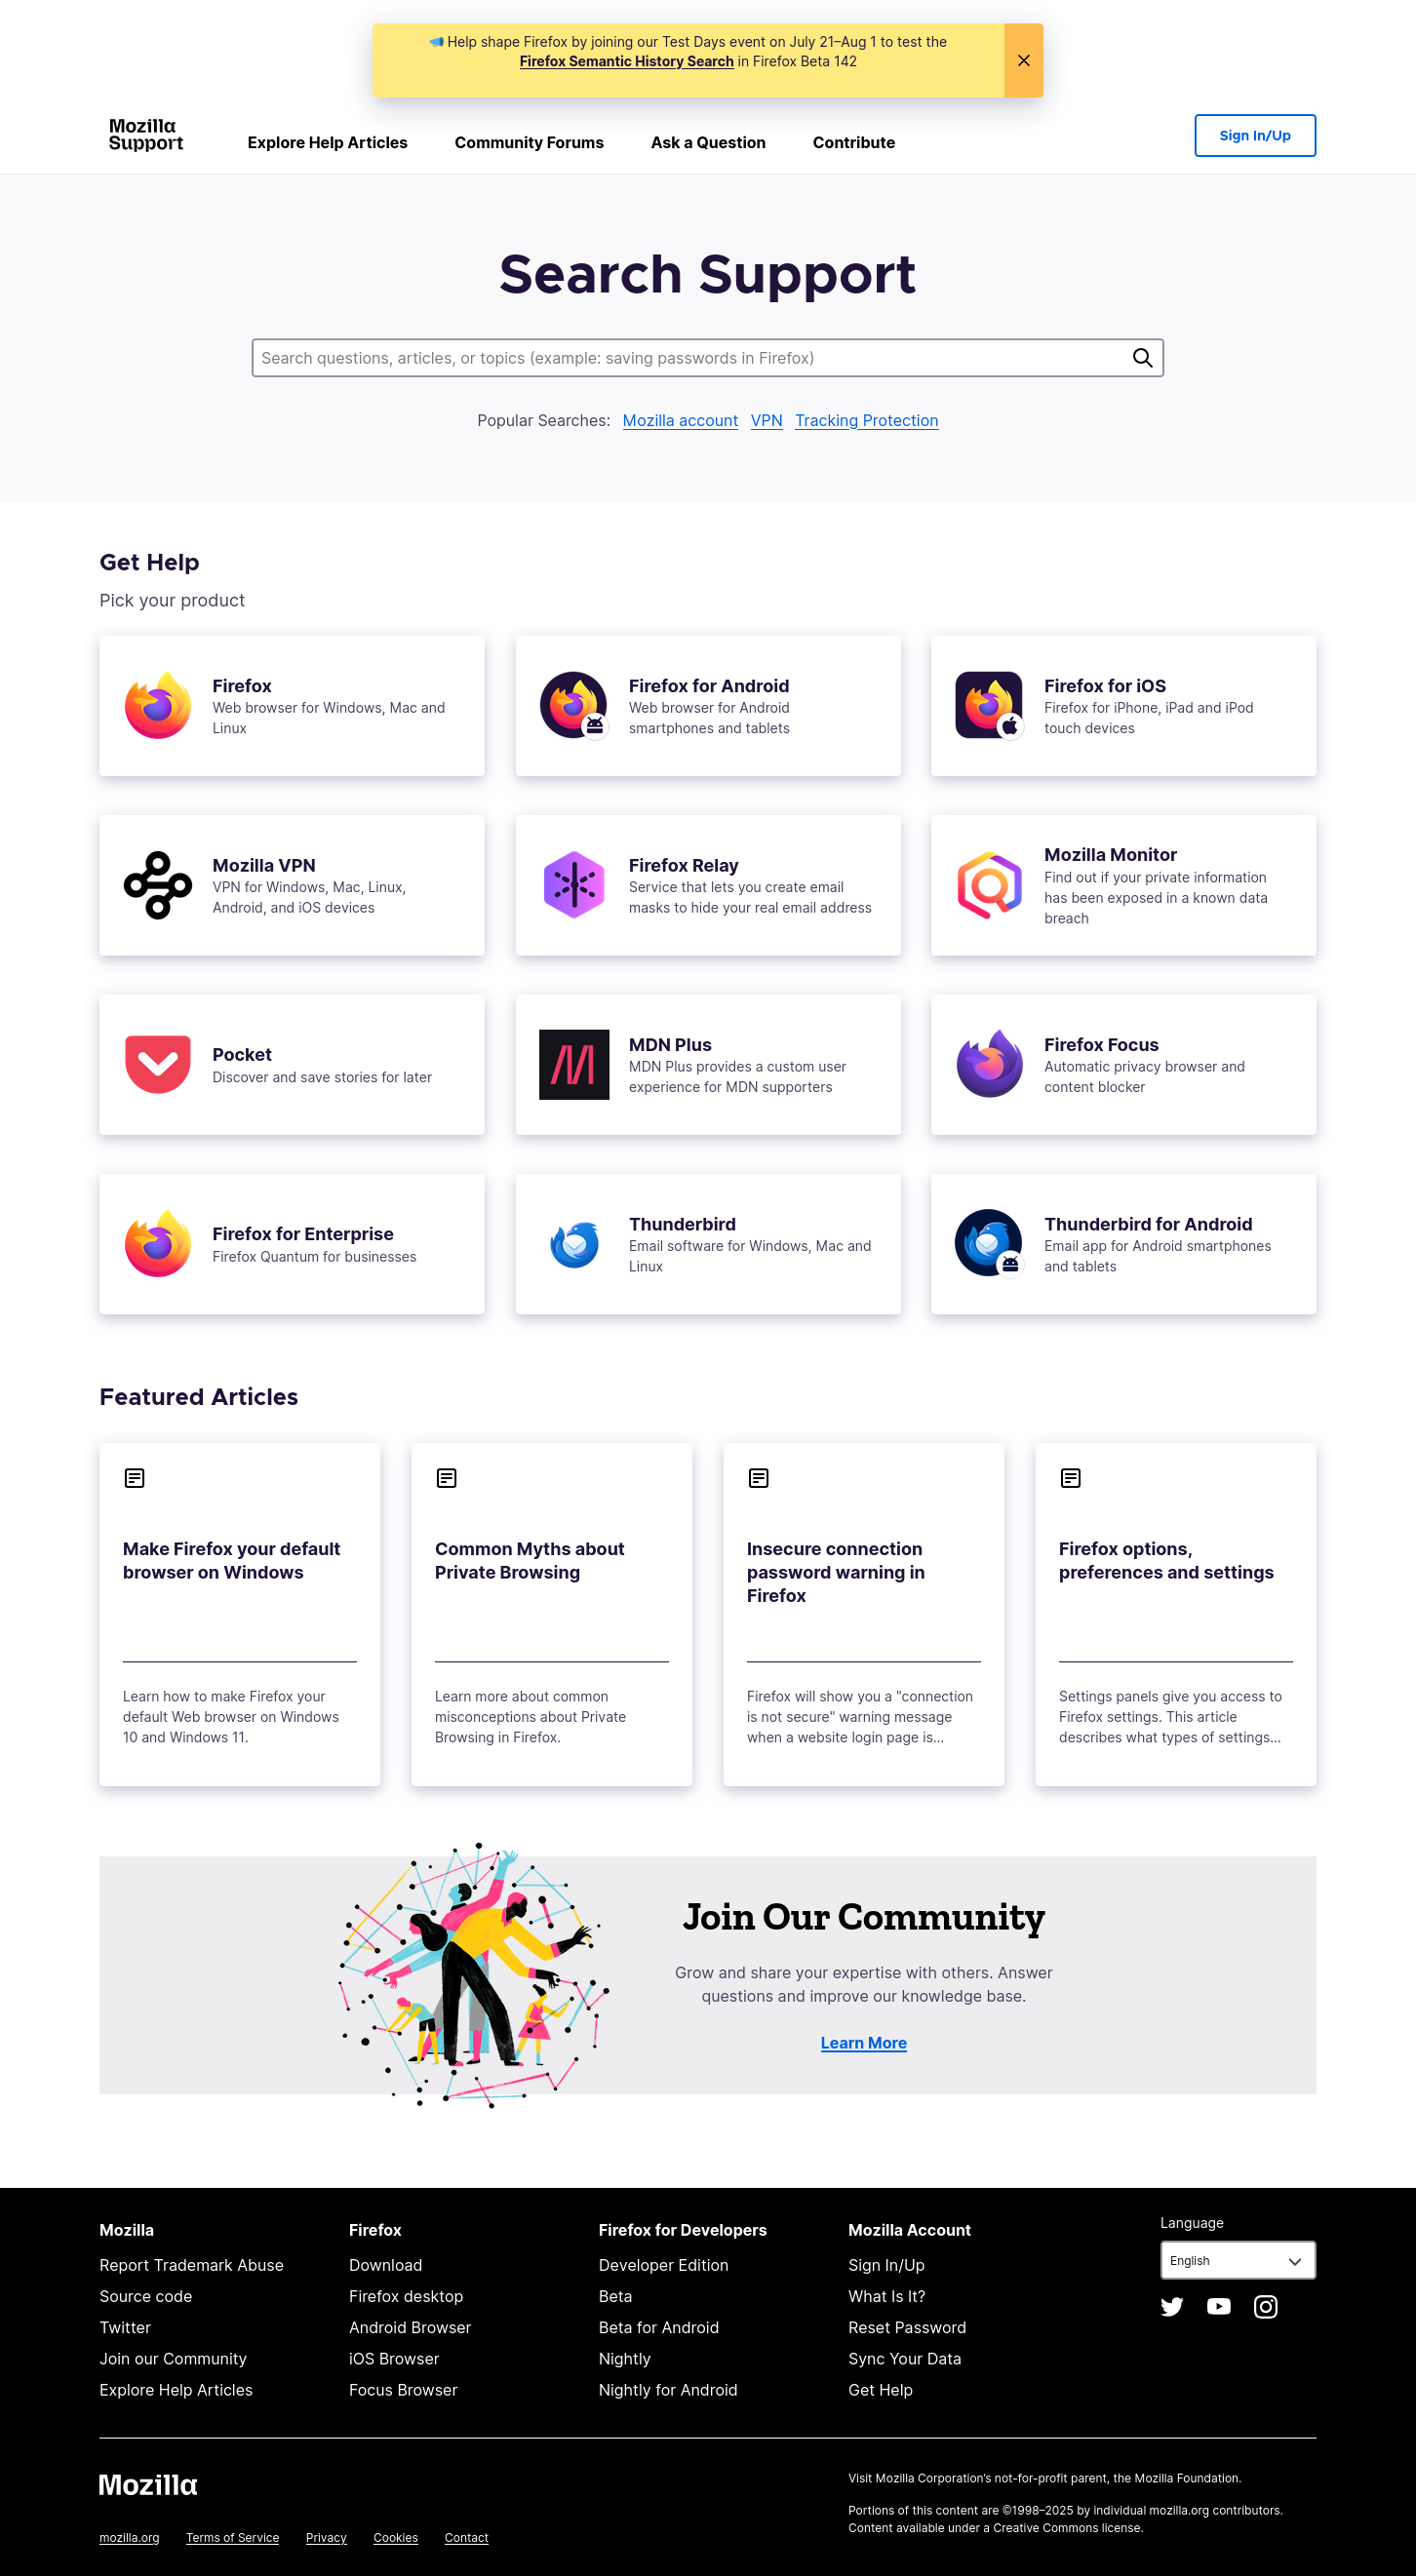 📣 Help shape Firefox by joining our Test Days event on July 21–Aug 1 to test the
Firefox Semantic History Search in Firefox Beta 142
Mozilla
Support
Explore Help Articles
Community Forums
Ask a Question
Contribute
Sign In/Up
Search Support
Search questions, articles, or topics (example: saving passwords in Firefox)
Popular Searches: Mozilla account VPN Tracking Protection
Get Help
Pick your product
Firefox
Web browser for Windows, Mac and
Linux
Firefox for Android
Web browser for Android
smartphones and tablets
Firefox for iOS
Firefox for iPhone, iPad and iPod
touch devices
Mozilla VPN
VPN for Windows, Mac, Linux,
Android, and iOS devices
Firefox Relay
Service that lets you create email
masks to hide your real email address
Mozilla Monitor
Find out if your private information
has been exposed in a known data
breach
Pocket
Discover and save stories for later
MDN Plus
MDN Plus provides a custom user
experience for MDN supporters
Firefox Focus
Automatic privacy browser and
content blocker
Firefox for Enterprise
Firefox Quantum for businesses
Thunderbird
Email software for Windows, Mac and
Linux
Thunderbird for Android
Email app for Android smartphones
and tablets
Featured Articles
Make Firefox your default
browser on Windows
Learn how to make Firefox your
default Web browser on Windows
10 and Windows 11.
Common Myths about
Private Browsing
Learn more about common
misconceptions about Private
Browsing in Firefox.
Insecure connection
password warning in
Firefox
Firefox will show you a "connection
is not secure" warning message
when a website login page is...
Firefox options,
preferences and settings
Settings panels give you access to
Firefox settings. This article
describes what types of settings...
Join Our Community
Grow and share your expertise with others. Answer
questions and improve our knowledge base.
Learn More
Mozilla
Report Trademark Abuse
Source code
Twitter
Join our Community
Explore Help Articles
Firefox
Download
Firefox desktop
Android Browser
iOS Browser
Focus Browser
Firefox for Developers
Developer Edition
Beta
Beta for Android
Nightly
Nightly for Android
Mozilla Account
Sign In/Up
What Is It?
Reset Password
Sync Your Data
Get Help
Language
English
Mozilla
mozilla.org
Terms of Service
Privacy
Cookies
Contact
Visit Mozilla Corporation's not-for-profit parent, the Mozilla Foundation.
Portions of this content are ©1998–2025 by individual mozilla.org contributors.
Content available under a Creative Commons license.